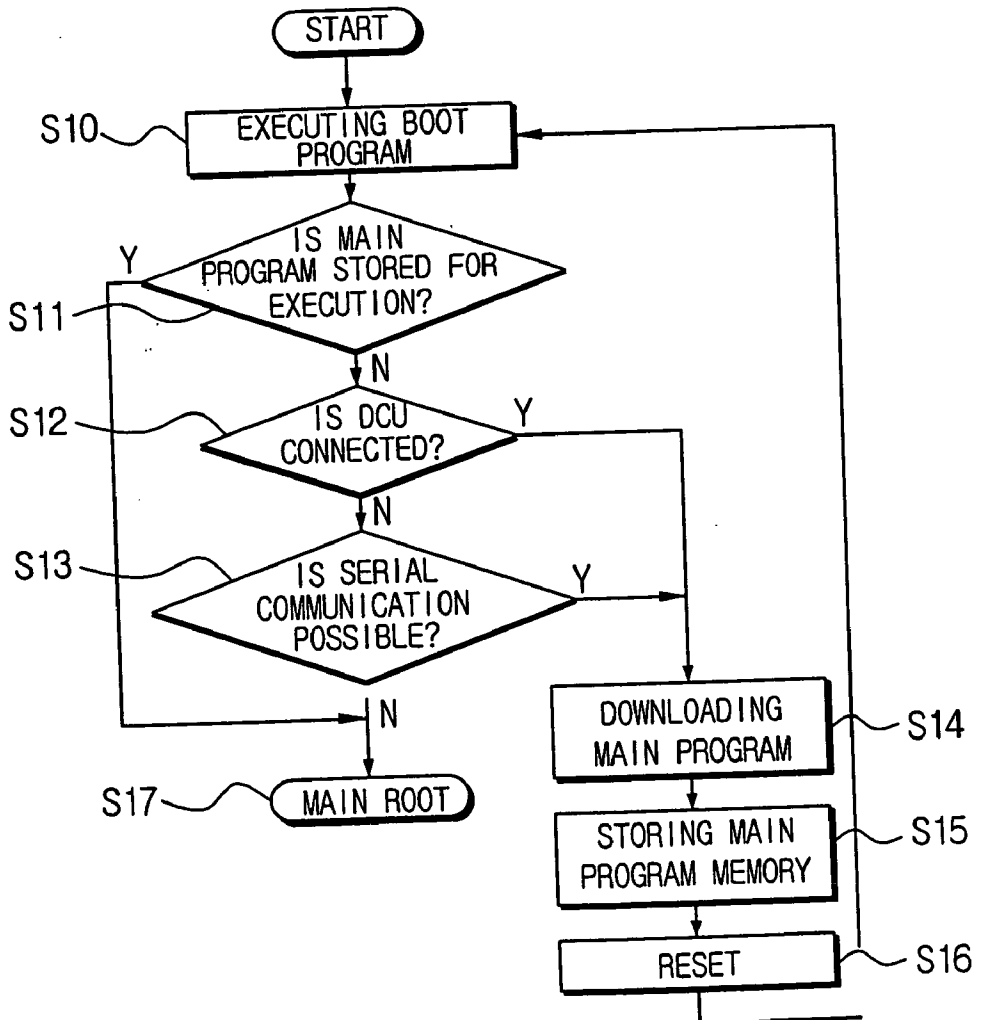 START
S10
EXECUTING BOOT
PROGRAM
Y
IS MAIN
PROGRAM STORED FOR
EXECUTION?
S11
N
S12
IS DCU
CONNECTED?
Y
N
S13
IS SERIAL
COMMUNICATION
POSSIBLE?
Y
N
DOWNLOADING
MAIN PROGRAM
S14
S17
MAIN ROOT
STORING MAIN
PROGRAM MEMORY
S15
RESET
S16